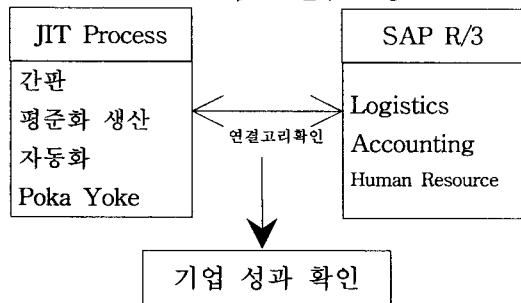 JIT Process
간판
평준화 생산
자동화
Poka Yoke
연결고리확인
SAP R/3
Logistics
Accounting
Human Resource
기업 성과 확인